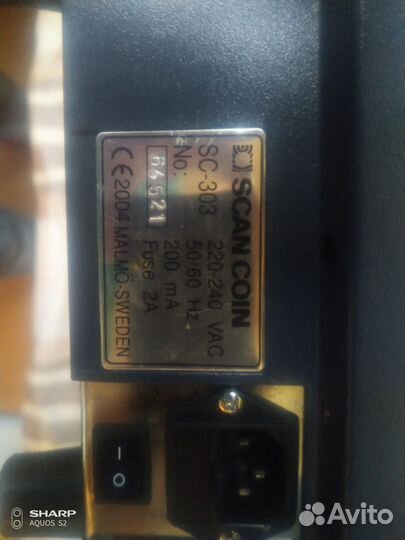 SCAN COIN
SC-303 220-240 VAC
No: 50/60 Hz
64521 200 mA
Fuse 2A
CE 2004 MALMÖ-SWEDEN
I
O
SHARP
AQUOS S2
Avito